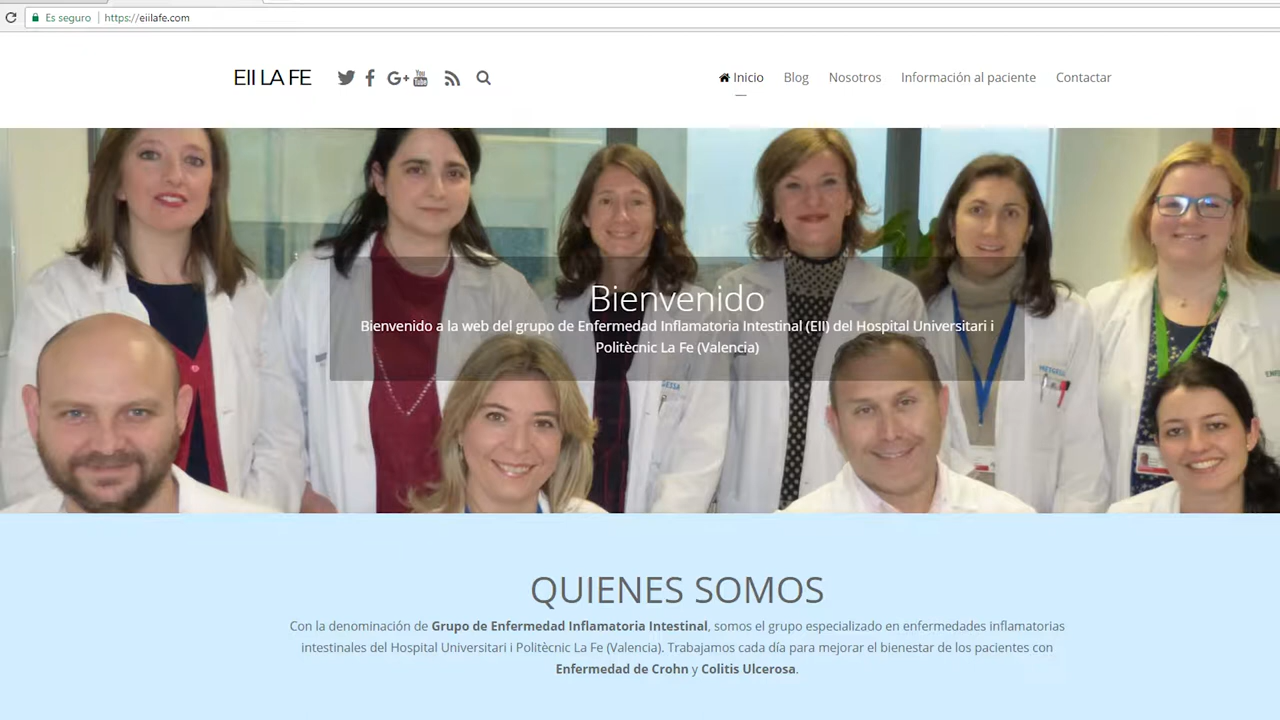 Es seguro | https://eiilafe.com
EII LA FE
Inicio Blog Nosotros Información al paciente Contactar
Bienvenido
Bienvenido a la web del grupo de Enfermedad Inflamatoria Intestinal (EII) del Hospital Universitari i
Politècnic La Fe (Valencia)
QUIENES SOMOS
Con la denominación de Grupo de Enfermedad Inflamatoria Intestinal, somos el grupo especializado en enfermedades inflamatorias
intestinales del Hospital Universitari i Politècnic La Fe (Valencia). Trabajamos cada día para mejorar el bienestar de los pacientes con
Enfermedad de Crohn y Colitis Ulcerosa.